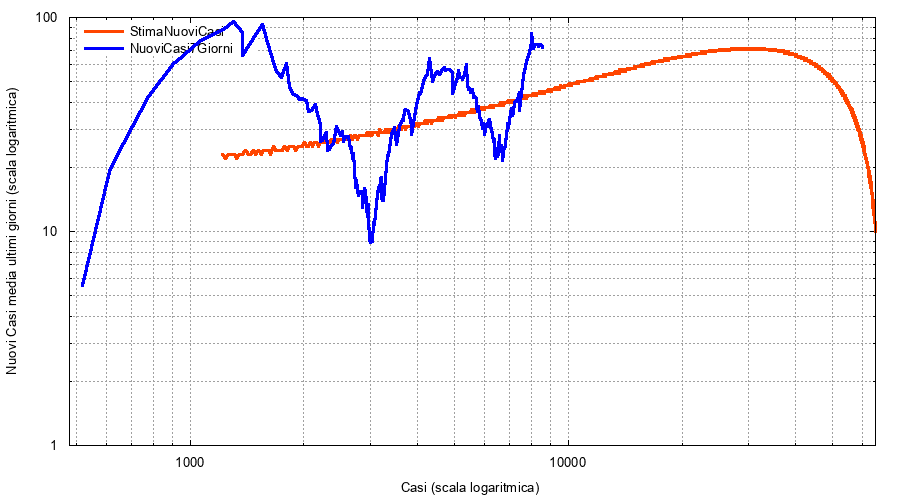 100
StimaNuoviCasi
NuoviCasi7Giorni
10
1
1000
10000
Nuovi Casi media ultimi giorni (scala logaritmica)
Casi (scala logaritmica)